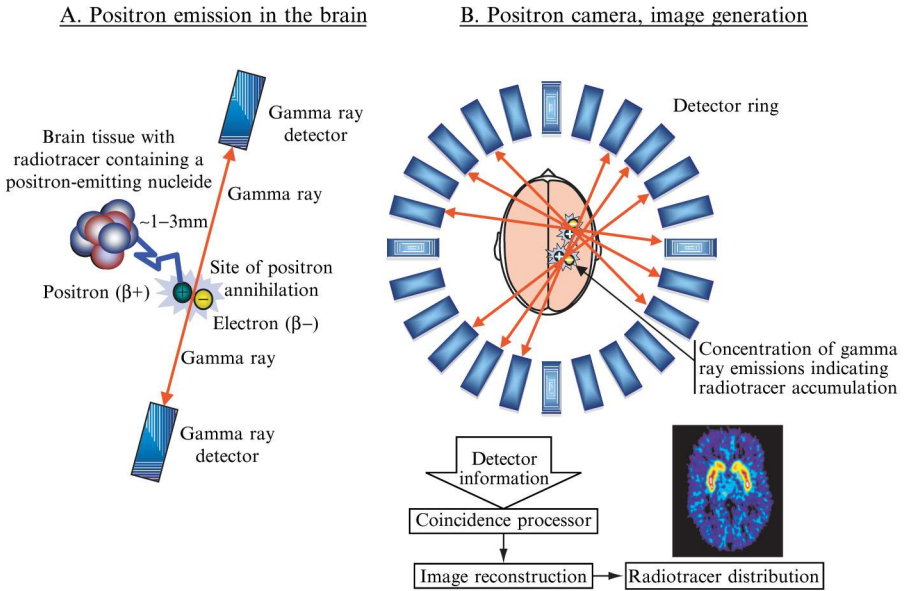 A. Positron emission in the brain
Gamma ray
detector
Brain tissue with
radiotracer containing a
positron-emitting nucleide
Gamma ray
~1–3mm
Site of positron
annihilation
Positron (β+)
+
−
Electron (β−)
Gamma ray
Gamma ray
detector
B. Positron camera, image generation
Detector ring
+
+
Concentration of gamma
ray emissions indicating
radiotracer accumulation
Detector
information
Coincidence processor
Image reconstruction
Radiotracer distribution